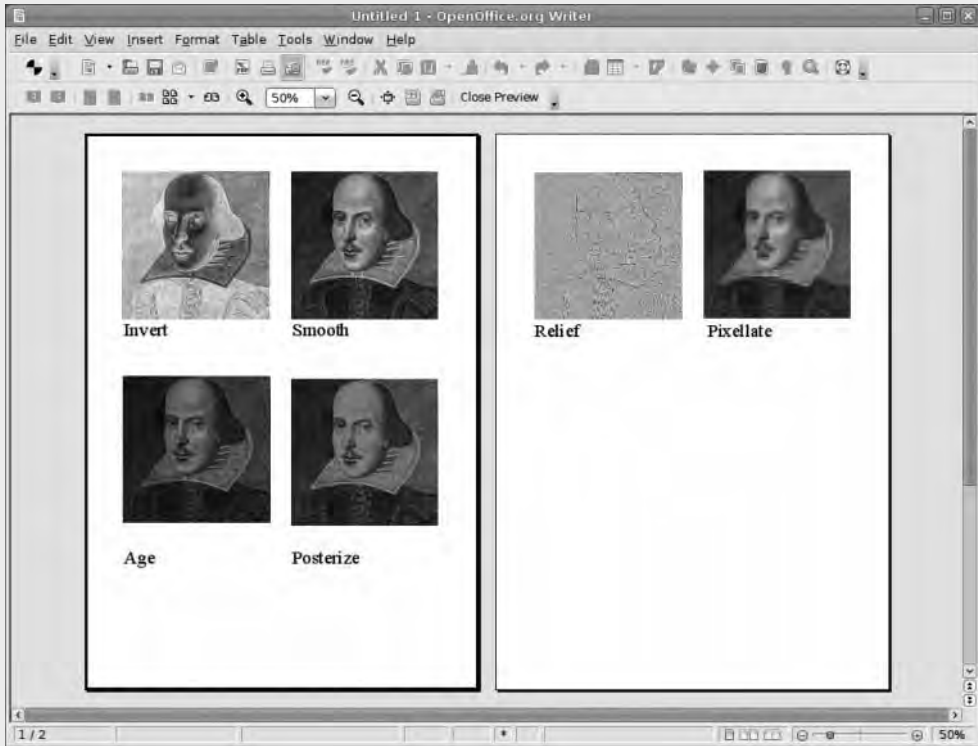 Untitled 1 - OpenOffice.org Writer
File Edit View Insert Format Table Tools Window Help
50% Close Preview
Invert Smooth
Age Posterize
Relief Pixellate
1 / 2 * 50%